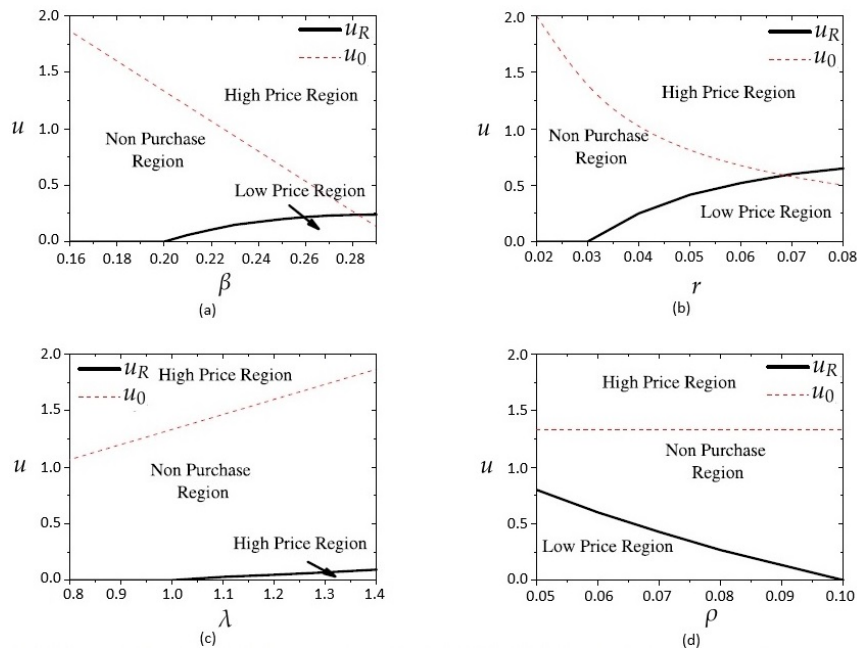 2.0
u_R
u_0
1.5
High Price Region
u
1.0
Non Purchase
Region
0.5
Low Price Region
0.0
0.16 0.18 0.20 0.22 0.24 0.26 0.28
β
(a)
2.0
u_R
u_0
1.5
High Price Region
u
1.0
Non Purchase
Region
0.5
Low Price Region
0.0
0.02 0.03 0.04 0.05 0.06 0.07 0.08
r
(b)
2.0
u_R
High Price Region
u_0
1.5
u
1.0
Non Purchase
Region
0.5
High Price Region
0.0
0.8 0.9 1.0 1.1 1.2 1.3 1.4
λ
(c)
2.0
u_R
High Price Region
u_0
1.5
Non Purchase
Region
u
1.0
0.5
Low Price Region
0.0
0.05 0.06 0.07 0.08 0.09 0.10
ρ
(d)